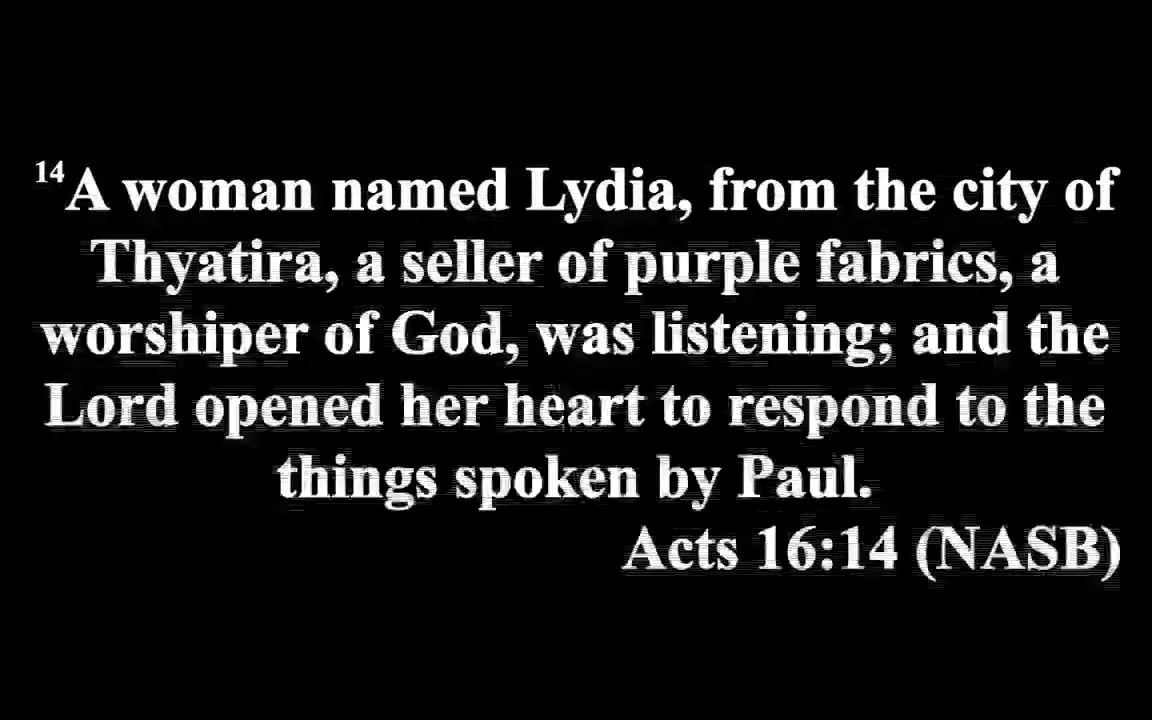 14A woman named Lydia, from the city of
Thyatira, a seller of purple fabrics, a
worshiper of God, was listening; and the
Lord opened her heart to respond to the
things spoken by Paul.
Acts 16:14 (NASB)